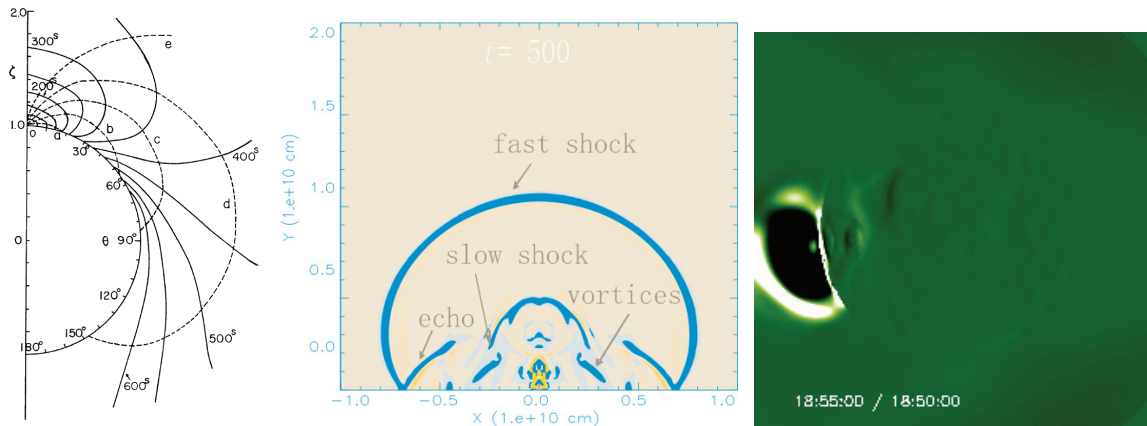 2.0
300ˢ
e
ζ
200ˢ
1.0
0
a
b
c
30°
400ˢ
60°
d
0
θ 90°
120°
150°
180°
500ˢ
600ˢ
2.0
1.5
1.0
0.5
0.0
Y (1.e+10 cm)
t= 500
fast shock
slow shock
vortices
echo
-1.0
-0.5
0.0
0.5
1.0
X (1.e+10 cm)
18:55:00 / 18:50:00